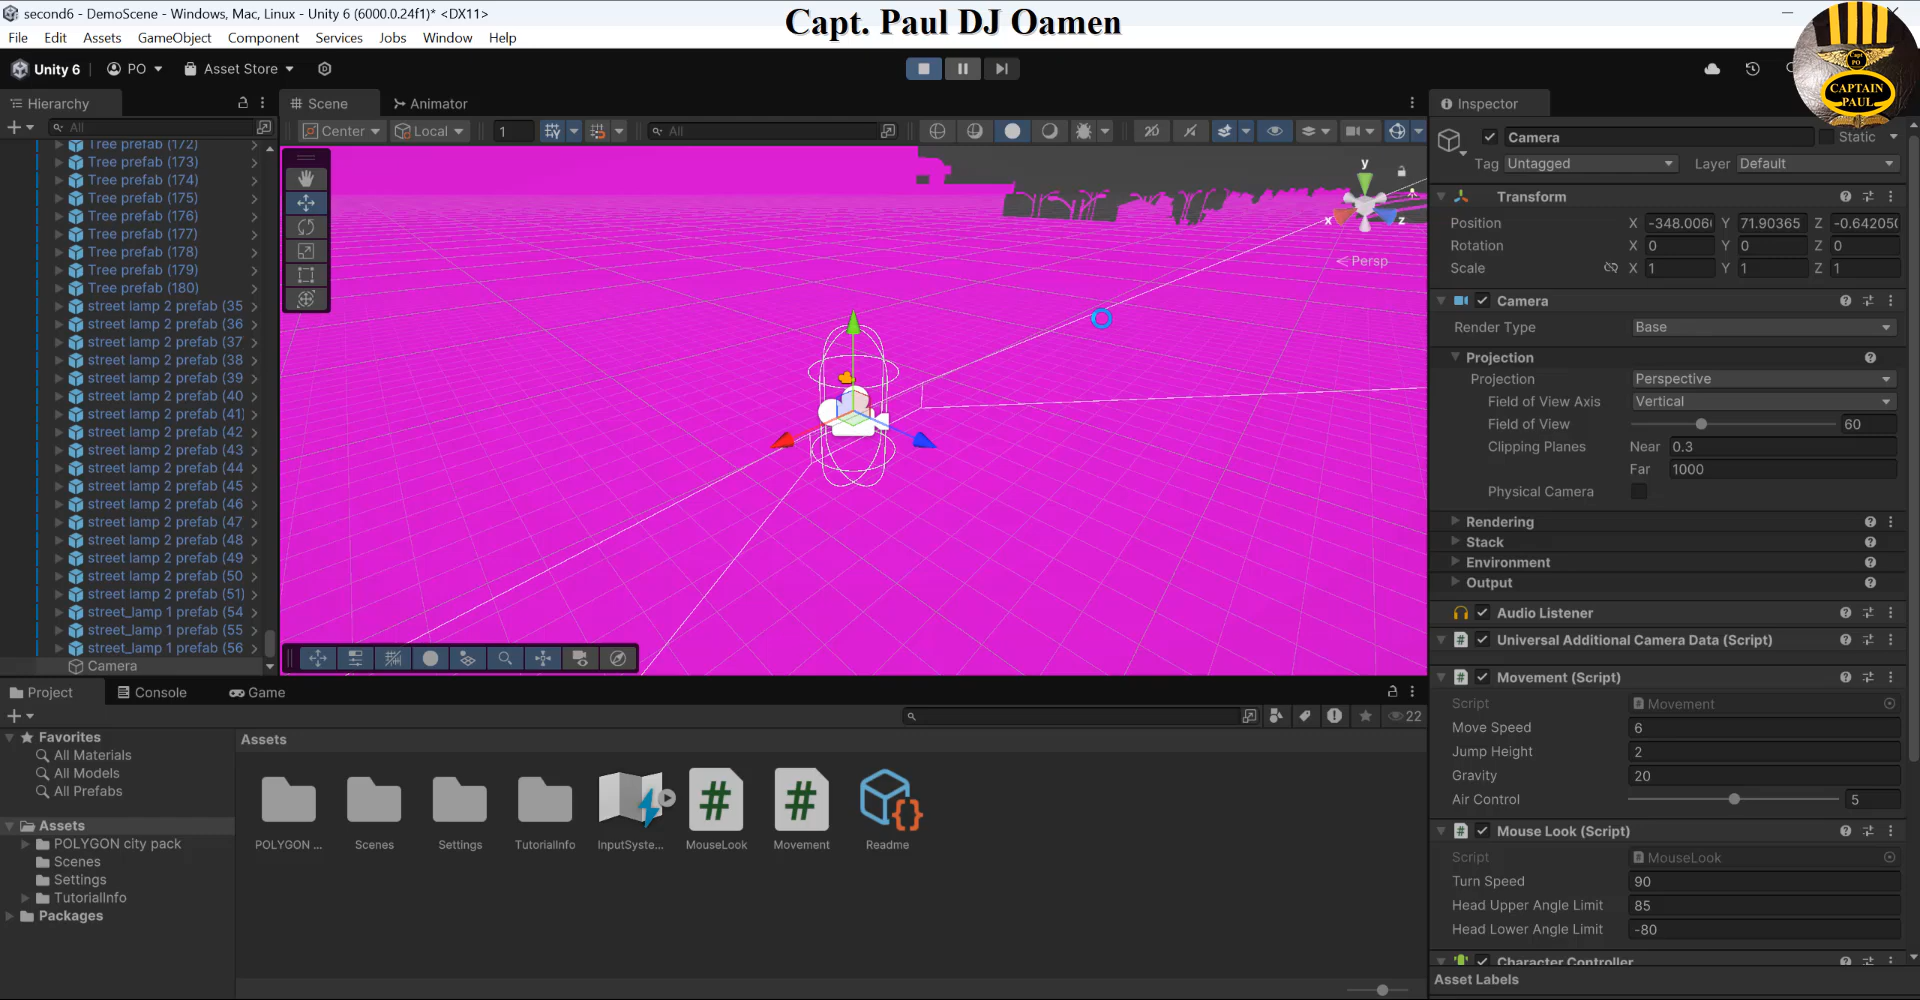 second6 - DemoScene - Windows, Mac, Linux - Unity 6 (6000.0.24f1)* <DX11>
Capt. Paul DJ Oamen
File Edit Assets GameObject Component Services Jobs Window Help
Unity 6 PO Asset Store
Capt PO
CAPTAIN
PAUL
Hierarchy
Scene Animator
Inspector
All
Center Local 1 All 2D
Camera Static
Tag Untagged Layer Default
Tree prefab (172)
Tree prefab (173)
Tree prefab (174)
Tree prefab (175)
Tree prefab (176)
Tree prefab (177)
Tree prefab (178)
Tree prefab (179)
Tree prefab (180)
street lamp 2 prefab (35
street lamp 2 prefab (36
street lamp 2 prefab (37
street lamp 2 prefab (38
street lamp 2 prefab (39
street lamp 2 prefab (40
street lamp 2 prefab (41)
street lamp 2 prefab (42
street lamp 2 prefab (43
street lamp 2 prefab (44
street lamp 2 prefab (45
street lamp 2 prefab (46
street lamp 2 prefab (47
street lamp 2 prefab (48
street lamp 2 prefab (49
street lamp 2 prefab (50
street lamp 2 prefab (51)
street_lamp 1 prefab (54
street_lamp 1 prefab (55
street_lamp 1 prefab (56
Camera
y
x z
Persp
Transform
Position X -348.006 Y 71.90365 Z -0.64205
Rotation X 0 Y 0 Z 0
Scale X 1 Y 1 Z 1
Camera
Render Type Base
Projection
Projection Perspective
Field of View Axis Vertical
Field of View 60
Clipping Planes Near 0.3
Far 1000
Physical Camera
Rendering
Stack
Environment
Output
Audio Listener
Universal Additional Camera Data (Script)
Movement (Script)
Script Movement
Move Speed 6
Jump Height 2
Gravity 20
Air Control 5
Mouse Look (Script)
Script MouseLook
Turn Speed 90
Head Upper Angle Limit 85
Head Lower Angle Limit -80
Character Controller
Asset Labels
Project Console Game
22
Favorites
All Materials
All Models
All Prefabs
Assets
POLYGON city pack
Scenes
Settings
TutorialInfo
Packages
Assets
POLYGON ... Scenes Settings TutorialInfo InputSyste... MouseLook Movement Readme